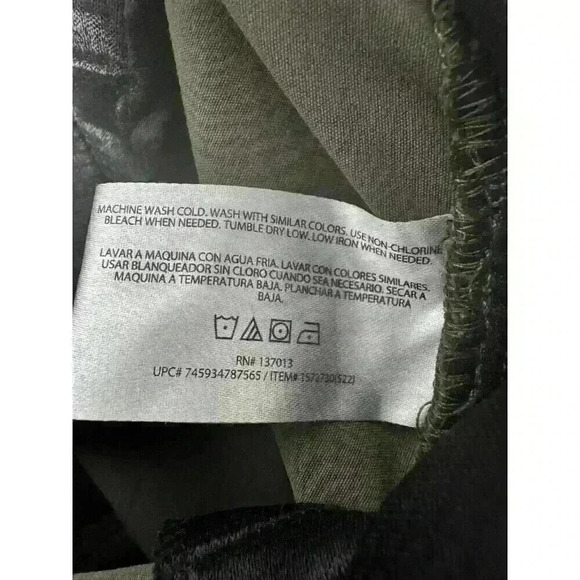 MACHINE WASH COLD. WASH WITH SIMILAR COLORS. USE NON-CHLORINE
BLEACH WHEN NEEDED. TUMBLE DRY LOW. LOW IRON WHEN NEEDED.
LAVAR A MAQUINA CON AGUA FRIA. LAVAR CON COLORES SIMILARES.
USAR BLANQUEADOR SIN CLORO CUANDO SEA NECESARIO. SECAR A
MAQUINA A TEMPERATURA BAJA. PLANCHAR A TEMPERATURA
BAJA.
RN# 137013
UPC# 745934787565 / ITEM# 1572730(S22)